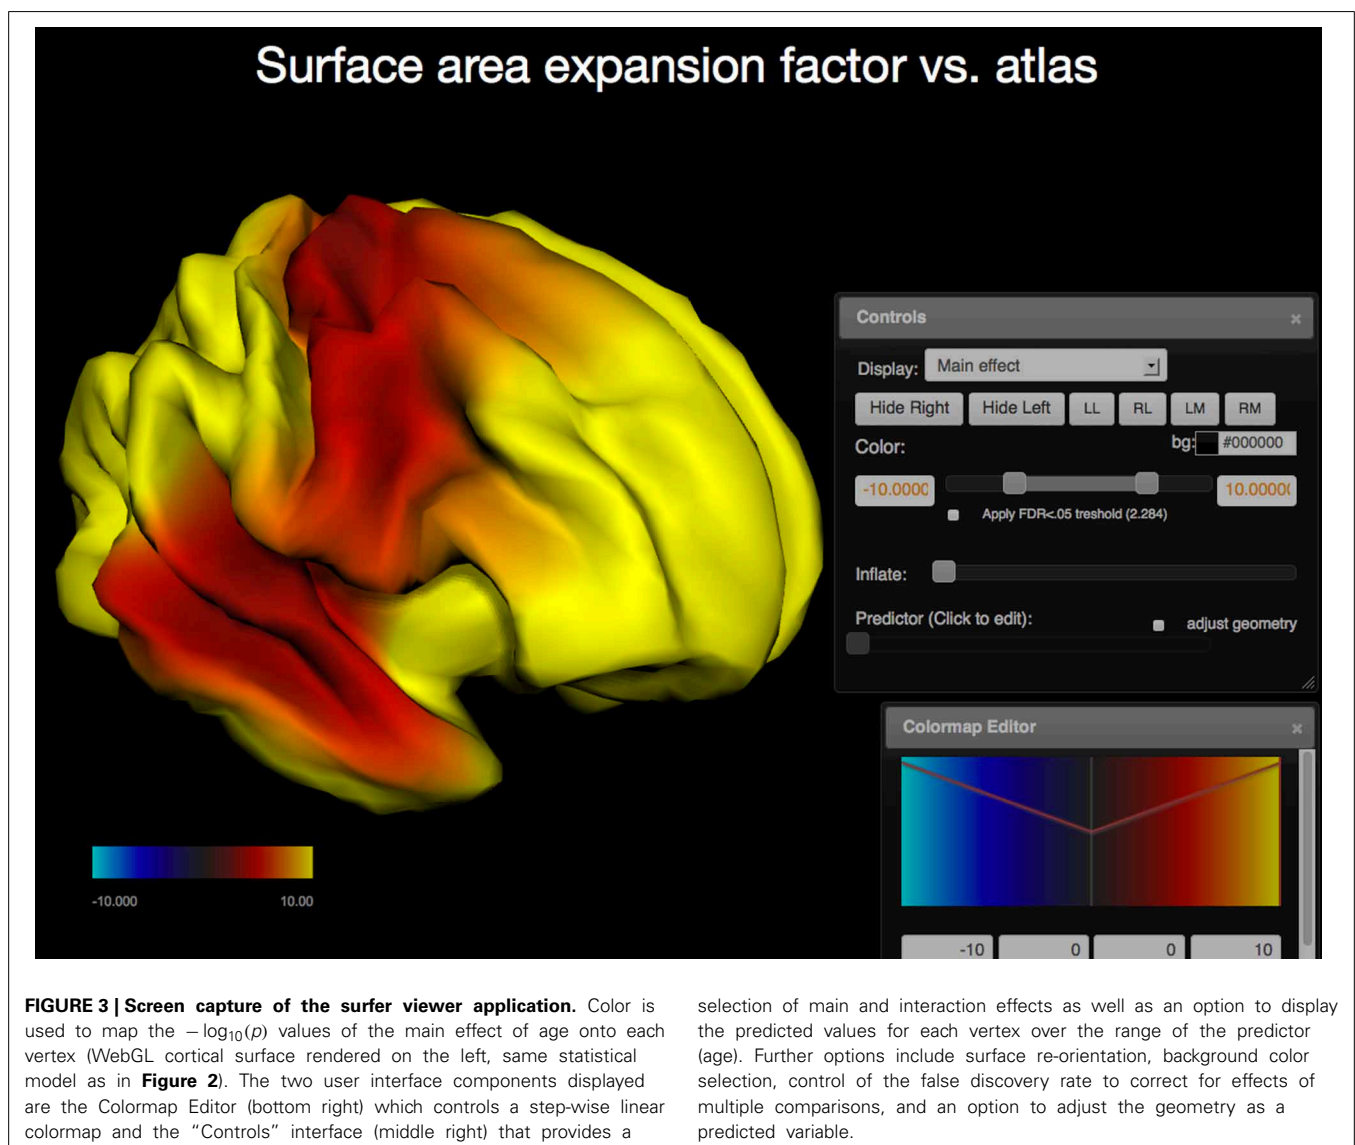 Surface area expansion factor vs. atlas
Controls
Display: Main effect
Hide Right Hide Left LL RL LM RM
Color: bg: #000000
-10.0000 10.0000
Apply FDR<.05 treshold (2.284)
Inflate:
Predictor (Click to edit): adjust geometry
Colormap Editor
-10 0 0 10
-10.000 10.00
FIGURE 3 | Screen capture of the surfer viewer application. Color is
used to map the −log10(p) values of the main effect of age onto each
vertex (WebGL cortical surface rendered on the left, same statistical
model as in Figure 2). The two user interface components displayed
are the Colormap Editor (bottom right) which controls a step-wise linear
colormap and the “Controls” interface (middle right) that provides a
selection of main and interaction effects as well as an option to display
the predicted values for each vertex over the range of the predictor
(age). Further options include surface re-orientation, background color
selection, control of the false discovery rate to correct for effects of
multiple comparisons, and an option to adjust the geometry as a
predicted variable.